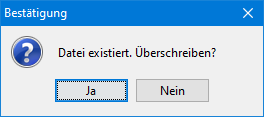 Bestätigung
Datei existiert. Überschreiben?
Ja
Nein